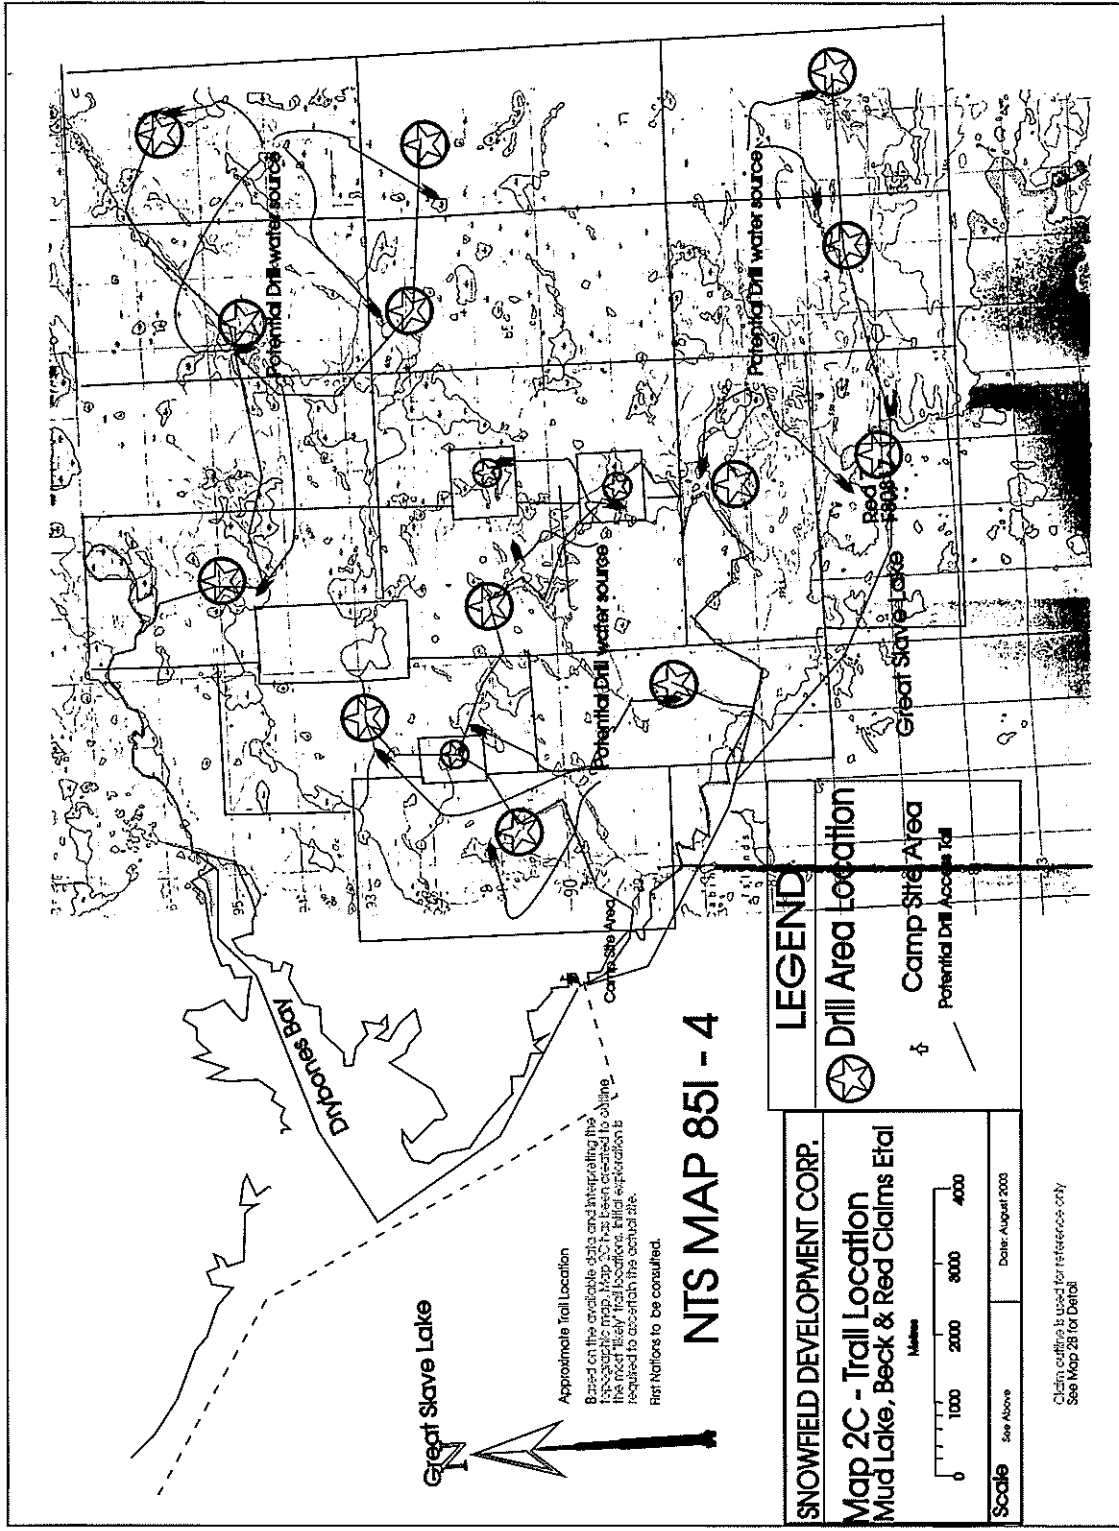 Great Slave Lake
N
Drybones Bay
Camp Site Area
Potential Drill water source
Potential Drill water source
Potential Drill water source
Red
Great Slave Lake
Approximate Trail Location
Based on the available data and interpreting the
topographic map, Map 2C has been created to outline
the most "likely" trail locations. Initial exploration is
required to ascertain the actual site.
First Nations to be consulted.
NTS MAP 85I - 4
LEGEND
Drill Area Location
Camp Site Area
Potential Drill Access Tail
SNOWFIELD DEVELOPMENT CORP.
Map 2C - Trail Location
Mud Lake, Beck & Red Claims Etal
Metres
0 1000 2000 3000 4000
Scale See Above Date: August 2003
Claim outline is used for reference only
See Map 2B for Detail